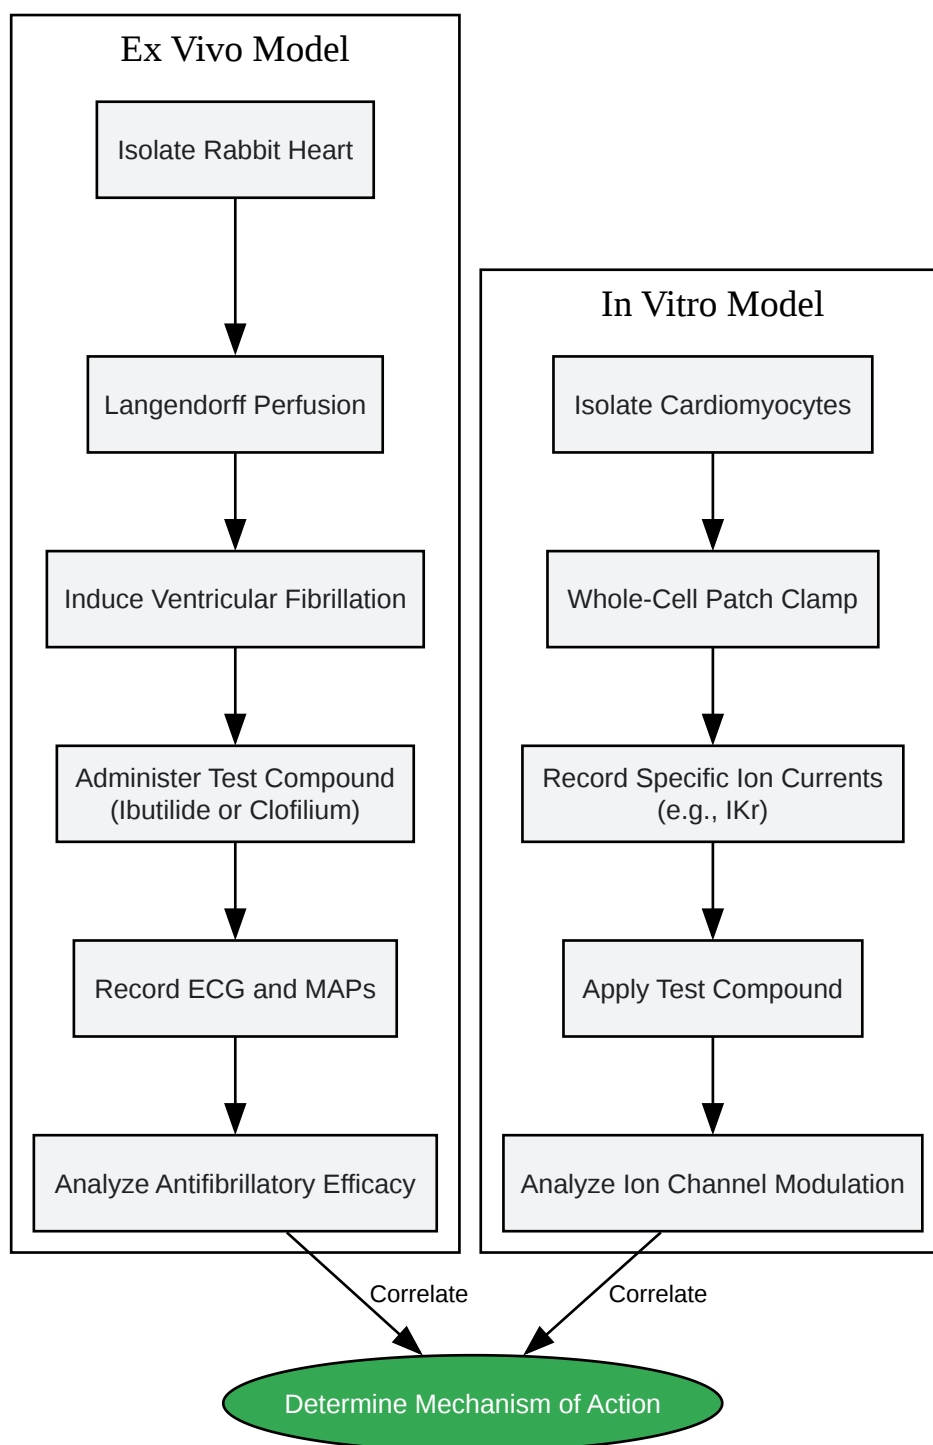 Ex Vivo Model
Isolate Rabbit Heart
Langendorff Perfusion
Induce Ventricular Fibrillation
Administer Test Compound
(Ibutilide or Clofilium)
Record ECG and MAPs
Analyze Antifibrillatory Efficacy
In Vitro Model
Isolate Cardiomyocytes
Whole-Cell Patch Clamp
Record Specific Ion Currents
(e.g., IKr)
Apply Test Compound
Analyze Ion Channel Modulation
Correlate
Correlate
Determine Mechanism of Action